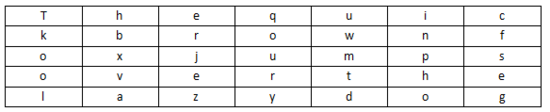 T h e q u i c
k b r o w n f
o x j u m p s
o v e r t h e
l a z y d o g